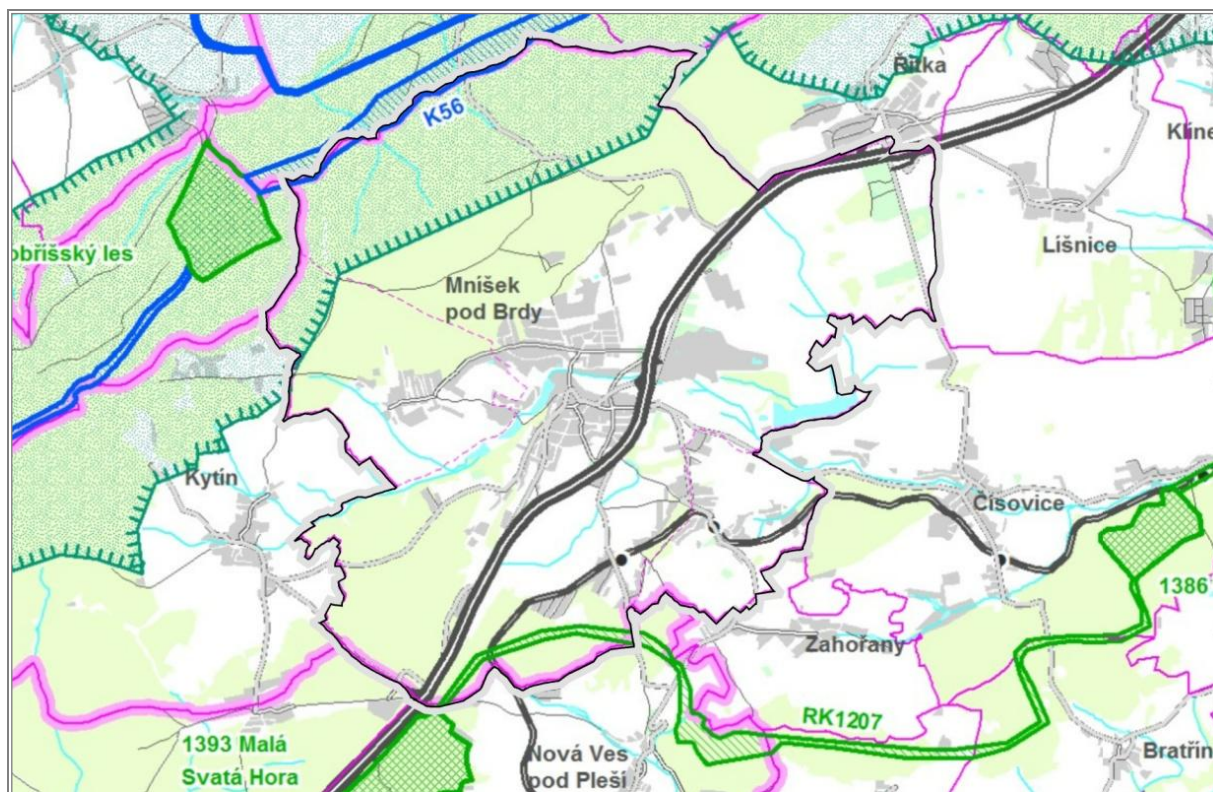 Řitka
K56
Klíne
obříšský les
Líšnice
Mníšek
pod Brdy
Kytín
Čisovice
1386
Zahořany
RK1207
1393 Malá
Svatá Hora
Nová Ves
pod Pleší
Bratřín